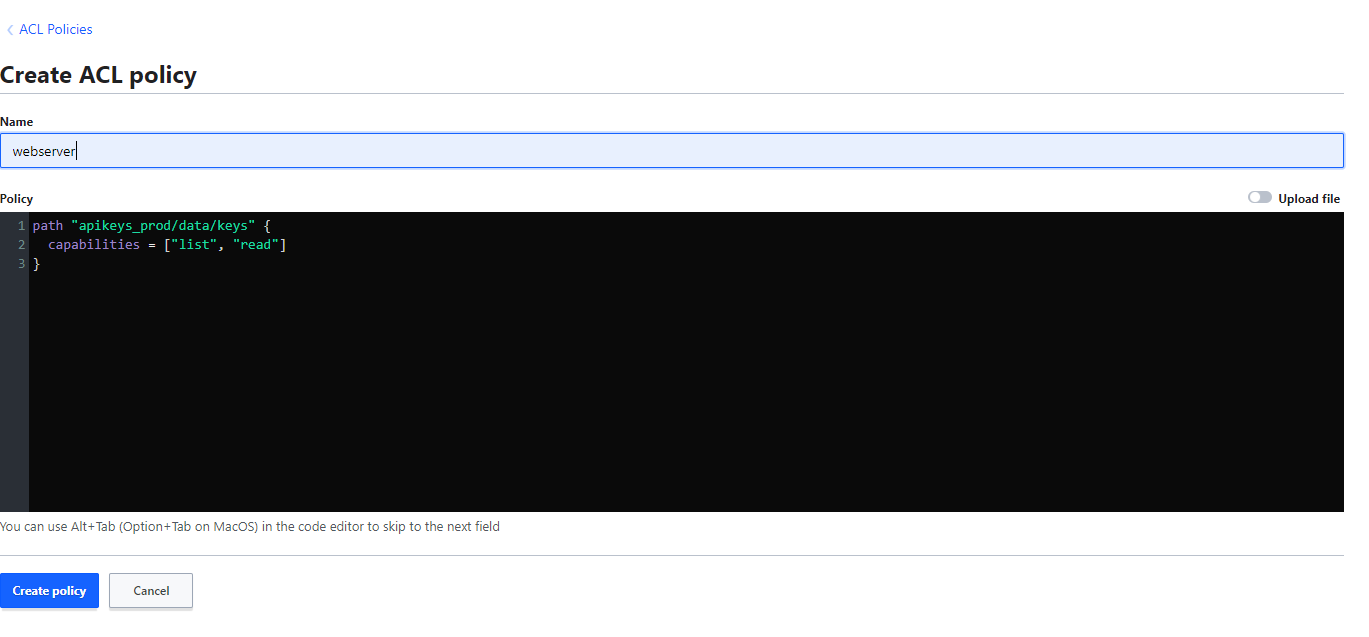 ACL Policies
Create ACL policy
Name
webserver
Policy
Upload file
1 path "apikeys_prod/data/keys" {
2   capabilities = ["list", "read"]
3 }
You can use Alt+Tab (Option+Tab on MacOS) in the code editor to skip to the next field
Create policy
Cancel